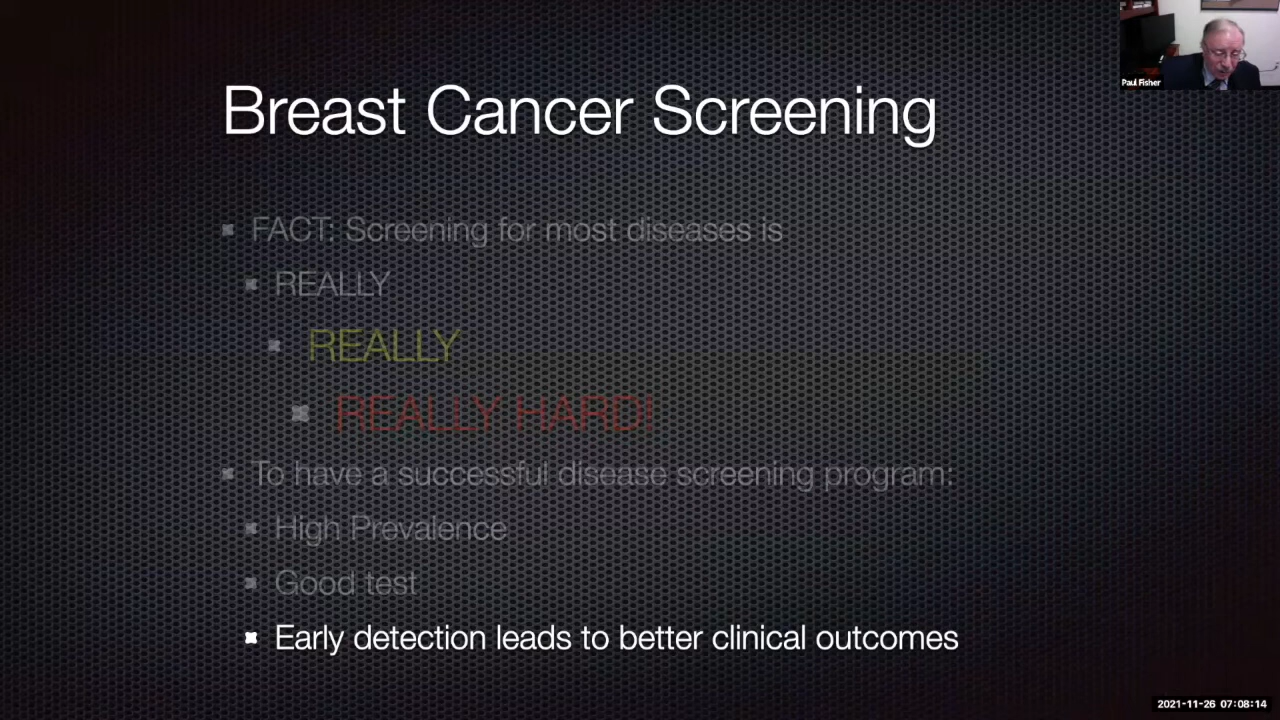 Paul Fisher
Breast Cancer Screening
FACT: Screening for most diseases is
REALLY
REALLY
REALLY HARD!
To have a successful disease screening program:
High Prevalence
Good test
Early detection leads to better clinical outcomes
2021-11-26 07:08:14